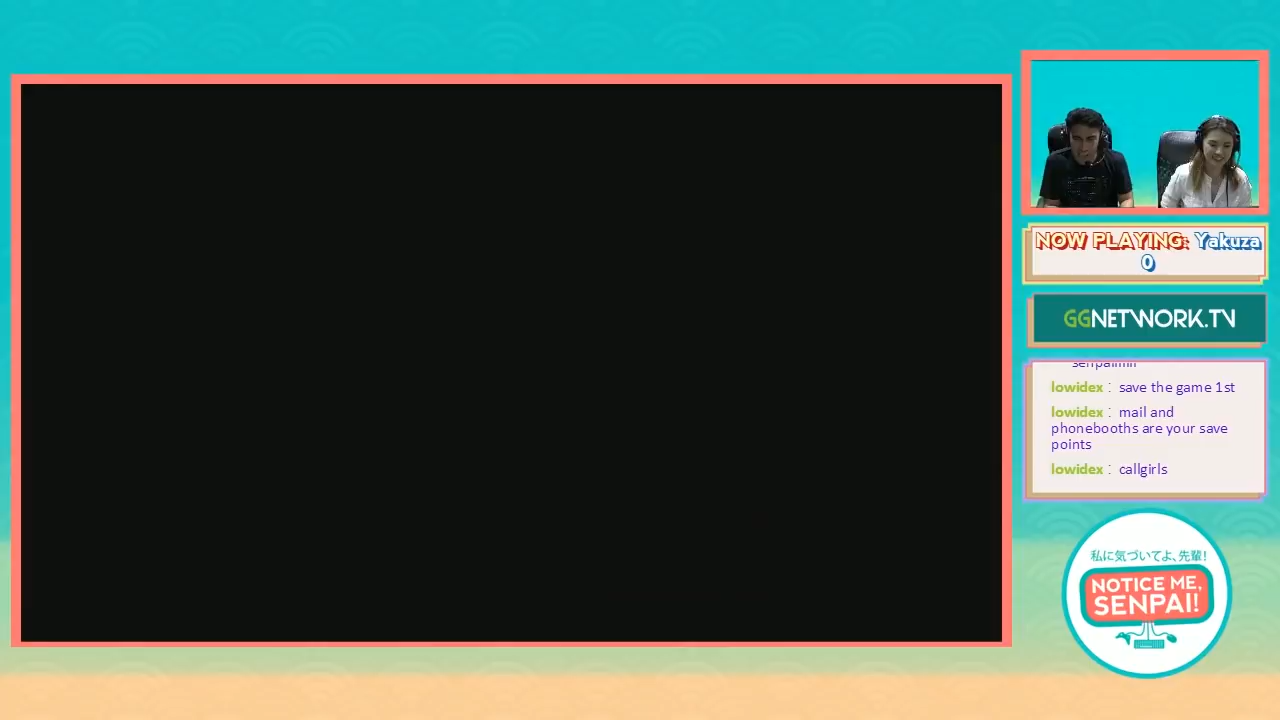 NOW PLAYING: Yakuza
0
GGNETWORK.TV
lowidex : save the game 1st
lowidex : mail and
phonebooths are your save
points
lowidex : callgirls
私に気づいてよ、先輩!
NOTICE ME,
SENPAI!